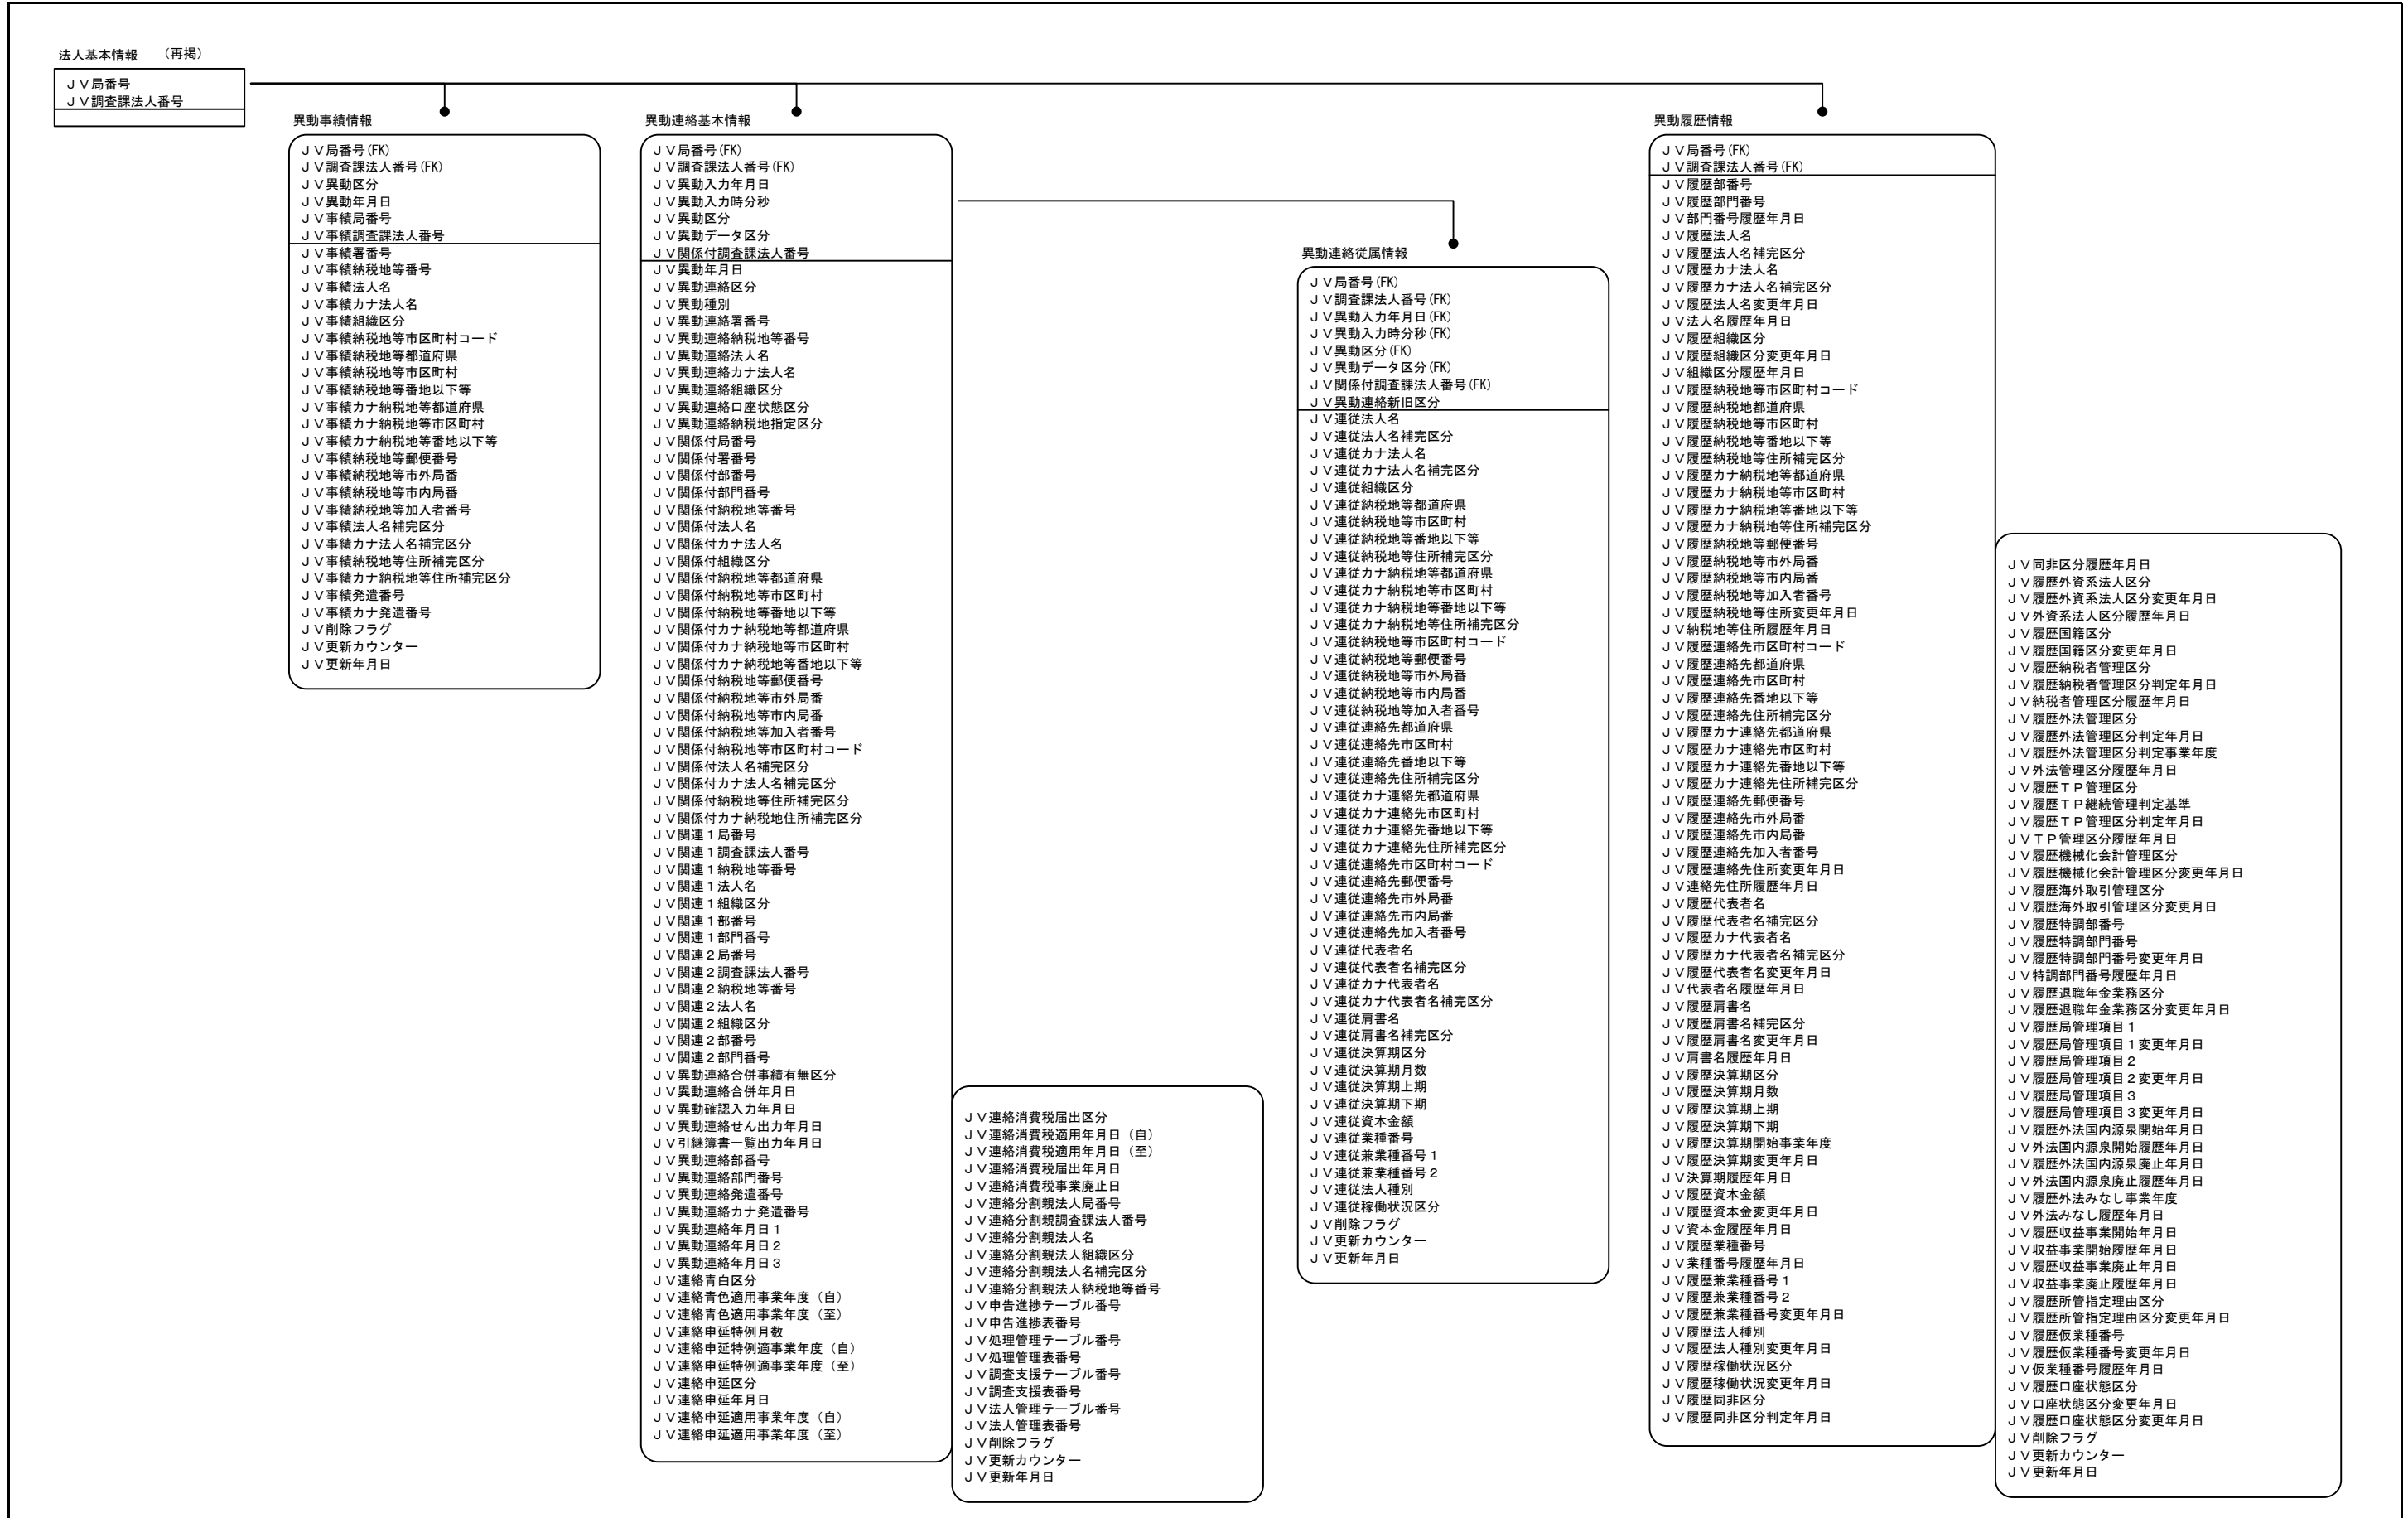 法人基本情報　（再掲）
ＪＶ局番号
ＪＶ調査課法人番号
異動事績情報
ＪＶ局番号(FK)
ＪＶ調査課法人番号(FK)
ＪＶ異動区分
ＪＶ異動年月日
ＪＶ事績局番号
ＪＶ事績調査課法人番号
ＪＶ事績署番号
ＪＶ事績納税地等番号
ＪＶ事績法人名
ＪＶ事績カナ法人名
ＪＶ事績組織区分
ＪＶ事績納税地等市区町村コード
ＪＶ事績納税地等都道府県
ＪＶ事績納税地等市区町村
ＪＶ事績納税地等番地以下等
ＪＶ事績カナ納税地等都道府県
ＪＶ事績カナ納税地等市区町村
ＪＶ事績カナ納税地等番地以下等
ＪＶ事績納税地等郵便番号
ＪＶ事績納税地等市外局番
ＪＶ事績納税地等市内局番
ＪＶ事績納税地等加入者番号
ＪＶ事績法人名補完区分
ＪＶ事績カナ法人名補完区分
ＪＶ事績納税地等住所補完区分
ＪＶ事績カナ納税地等住所補完区分
ＪＶ事績発遣番号
ＪＶ事績カナ発遣番号
ＪＶ削除フラグ
ＪＶ更新カウンター
ＪＶ更新年月日
異動連絡基本情報
ＪＶ局番号(FK)
ＪＶ調査課法人番号(FK)
ＪＶ異動入力年月日
ＪＶ異動入力時分秒
ＪＶ異動区分
ＪＶ異動データ区分
ＪＶ関係付調査課法人番号
ＪＶ異動年月日
ＪＶ異動連絡区分
ＪＶ異動種別
ＪＶ異動連絡署番号
ＪＶ異動連絡納税地等番号
ＪＶ異動連絡法人名
ＪＶ異動連絡カナ法人名
ＪＶ異動連絡組織区分
ＪＶ異動連絡口座状態区分
ＪＶ異動連絡納税地指定区分
ＪＶ関係付局番号
ＪＶ関係付署番号
ＪＶ関係付部番号
ＪＶ関係付部門番号
ＪＶ関係付納税地等番号
ＪＶ関係付法人名
ＪＶ関係付カナ法人名
ＪＶ関係付組織区分
ＪＶ関係付納税地等都道府県
ＪＶ関係付納税地等市区町村
ＪＶ関係付納税地等番地以下等
ＪＶ関係付カナ納税地等都道府県
ＪＶ関係付カナ納税地等市区町村
ＪＶ関係付カナ納税地等番地以下等
ＪＶ関係付納税地等郵便番号
ＪＶ関係付納税地等市外局番
ＪＶ関係付納税地等市内局番
ＪＶ関係付納税地等加入者番号
ＪＶ関係付納税地等市区町村コード
ＪＶ関係付法人名補完区分
ＪＶ関係付カナ法人名補完区分
ＪＶ関係付納税地等住所補完区分
ＪＶ関係付カナ納税地住所補完区分
ＪＶ関連１局番号
ＪＶ関連１調査課法人番号
ＪＶ関連１納税地等番号
ＪＶ関連１法人名
ＪＶ関連１組織区分
ＪＶ関連１部番号
ＪＶ関連１部門番号
ＪＶ関連２局番号
ＪＶ関連２調査課法人番号
ＪＶ関連２納税地等番号
ＪＶ関連２法人名
ＪＶ関連２組織区分
ＪＶ関連２部番号
ＪＶ関連２部門番号
ＪＶ異動連絡合併事績有無区分
ＪＶ異動連絡合併年月日
ＪＶ異動確認入力年月日
ＪＶ異動連絡せん出力年月日
ＪＶ引継簿書一覧出力年月日
ＪＶ異動連絡部番号
ＪＶ異動連絡部門番号
ＪＶ異動連絡発遣番号
ＪＶ異動連絡カナ発遣番号
ＪＶ異動連絡年月日１
ＪＶ異動連絡年月日２
ＪＶ異動連絡年月日３
ＪＶ連絡青白区分
ＪＶ連絡青色適用事業年度（自）
ＪＶ連絡青色適用事業年度（至）
ＪＶ連絡申延特例月数
ＪＶ連絡申延特例適事業年度（自）
ＪＶ連絡申延特例適事業年度（至）
ＪＶ連絡申延区分
ＪＶ連絡申延年月日
ＪＶ連絡申延適用事業年度（自）
ＪＶ連絡申延適用事業年度（至）
ＪＶ連絡消費税届出区分
ＪＶ連絡消費税適用年月日（自）
ＪＶ連絡消費税適用年月日（至）
ＪＶ連絡消費税届出年月日
ＪＶ連絡消費税事業廃止日
ＪＶ連絡分割親法人局番号
ＪＶ連絡分割親調査課法人番号
ＪＶ連絡分割親法人名
ＪＶ連絡分割親法人組織区分
ＪＶ連絡分割親法人名補完区分
ＪＶ連絡分割親法人納税地等番号
ＪＶ申告進捗テーブル番号
ＪＶ申告進捗表番号
ＪＶ処理管理テーブル番号
ＪＶ処理管理表番号
ＪＶ調査支援テーブル番号
ＪＶ調査支援表番号
ＪＶ法人管理テーブル番号
ＪＶ法人管理表番号
ＪＶ削除フラグ
ＪＶ更新カウンター
ＪＶ更新年月日
異動連絡従属情報
ＪＶ局番号(FK)
ＪＶ調査課法人番号(FK)
ＪＶ異動入力年月日(FK)
ＪＶ異動入力時分秒(FK)
ＪＶ異動区分(FK)
ＪＶ異動データ区分(FK)
ＪＶ関係付調査課法人番号(FK)
ＪＶ異動連絡新旧区分
ＪＶ連従法人名
ＪＶ連従法人名補完区分
ＪＶ連従カナ法人名
ＪＶ連従カナ法人名補完区分
ＪＶ連従組織区分
ＪＶ連従納税地等都道府県
ＪＶ連従納税地等市区町村
ＪＶ連従納税地等番地以下等
ＪＶ連従納税地等住所補完区分
ＪＶ連従カナ納税地等都道府県
ＪＶ連従カナ納税地等市区町村
ＪＶ連従カナ納税地等番地以下等
ＪＶ連従カナ納税地等住所補完区分
ＪＶ連従納税地等市区町村コード
ＪＶ連従納税地等郵便番号
ＪＶ連従納税地等市外局番
ＪＶ連従納税地等市内局番
ＪＶ連従納税地等加入者番号
ＪＶ連従連絡先都道府県
ＪＶ連従連絡先市区町村
ＪＶ連従連絡先番地以下等
ＪＶ連従連絡先住所補完区分
ＪＶ連従カナ連絡先都道府県
ＪＶ連従カナ連絡先市区町村
ＪＶ連従カナ連絡先番地以下等
ＪＶ連従カナ連絡先住所補完区分
ＪＶ連従連絡先市区町村コード
ＪＶ連従連絡先郵便番号
ＪＶ連従連絡先市外局番
ＪＶ連従連絡先市内局番
ＪＶ連従連絡先加入者番号
ＪＶ連従代表者名
ＪＶ連従代表者名補完区分
ＪＶ連従カナ代表者名
ＪＶ連従カナ代表者名補完区分
ＪＶ連従肩書名
ＪＶ連従肩書名補完区分
ＪＶ連従決算期区分
ＪＶ連従決算期月数
ＪＶ連従決算期上期
ＪＶ連従決算期下期
ＪＶ連従資本金額
ＪＶ連従業種番号
ＪＶ連従兼業種番号１
ＪＶ連従兼業種番号２
ＪＶ連従法人種別
ＪＶ連従稼働状況区分
ＪＶ削除フラグ
ＪＶ更新カウンター
ＪＶ更新年月日
異動履歴情報
ＪＶ局番号(FK)
ＪＶ調査課法人番号(FK)
ＪＶ履歴部番号
ＪＶ履歴部門番号
ＪＶ部門番号履歴年月日
ＪＶ履歴法人名
ＪＶ履歴法人名補完区分
ＪＶ履歴カナ法人名
ＪＶ履歴カナ法人名補完区分
ＪＶ履歴法人名変更年月日
ＪＶ法人名履歴年月日
ＪＶ履歴組織区分
ＪＶ履歴組織区分変更年月日
ＪＶ組織区分履歴年月日
ＪＶ履歴納税地等市区町村コード
ＪＶ履歴納税地都道府県
ＪＶ履歴納税地等市区町村
ＪＶ履歴納税地等番地以下等
ＪＶ履歴納税地等住所補完区分
ＪＶ履歴カナ納税地等都道府県
ＪＶ履歴カナ納税地等市区町村
ＪＶ履歴カナ納税地等番地以下等
ＪＶ履歴カナ納税地等住所補完区分
ＪＶ履歴納税地等郵便番号
ＪＶ履歴納税地等市外局番
ＪＶ履歴納税地等市内局番
ＪＶ履歴納税地等加入者番号
ＪＶ履歴納税地等住所変更年月日
ＪＶ納税地等住所履歴年月日
ＪＶ履歴連絡先市区町村コード
ＪＶ履歴連絡先都道府県
ＪＶ履歴連絡先市区町村
ＪＶ履歴連絡先番地以下等
ＪＶ履歴連絡先住所補完区分
ＪＶ履歴カナ連絡先都道府県
ＪＶ履歴カナ連絡先市区町村
ＪＶ履歴カナ連絡先番地以下等
ＪＶ履歴カナ連絡先住所補完区分
ＪＶ履歴連絡先郵便番号
ＪＶ履歴連絡先市外局番
ＪＶ履歴連絡先市内局番
ＪＶ履歴連絡先加入者番号
ＪＶ履歴連絡先住所変更年月日
ＪＶ連絡先住所履歴年月日
ＪＶ履歴代表者名
ＪＶ履歴代表者名補完区分
ＪＶ履歴カナ代表者名
ＪＶ履歴カナ代表者名補完区分
ＪＶ履歴代表者名変更年月日
ＪＶ代表者名履歴年月日
ＪＶ履歴肩書名
ＪＶ履歴肩書名補完区分
ＪＶ履歴肩書名変更年月日
ＪＶ肩書名履歴年月日
ＪＶ履歴決算期区分
ＪＶ履歴決算期月数
ＪＶ履歴決算期上期
ＪＶ履歴決算期下期
ＪＶ履歴決算期開始事業年度
ＪＶ履歴決算期変更年月日
ＪＶ決算期履歴年月日
ＪＶ履歴資本金額
ＪＶ履歴資本金変更年月日
ＪＶ資本金履歴年月日
ＪＶ履歴業種番号
ＪＶ業種番号履歴年月日
ＪＶ履歴兼業種番号１
ＪＶ履歴兼業種番号２
ＪＶ履歴兼業種番号変更年月日
ＪＶ履歴法人種別
ＪＶ履歴法人種別変更年月日
ＪＶ履歴稼働状況区分
ＪＶ履歴稼働状況変更年月日
ＪＶ履歴同非区分
ＪＶ履歴同非区分判定年月日
ＪＶ同非区分履歴年月日
ＪＶ履歴外資系法人区分
ＪＶ履歴外資系法人区分変更年月日
ＪＶ外資系法人区分履歴年月日
ＪＶ履歴国籍区分
ＪＶ履歴国籍区分変更年月日
ＪＶ履歴納税者管理区分
ＪＶ履歴納税者管理区分判定年月日
ＪＶ納税者管理区分履歴年月日
ＪＶ履歴外法管理区分
ＪＶ履歴外法管理区分判定年月日
ＪＶ履歴外法管理区分判定事業年度
ＪＶ外法管理区分履歴年月日
ＪＶ履歴ＴＰ管理区分
ＪＶ履歴ＴＰ継続管理判定基準
ＪＶ履歴ＴＰ管理区分判定年月日
ＪＶＴＰ管理区分履歴年月日
ＪＶ履歴機械化会計管理区分
ＪＶ履歴機械化会計管理区分変更年月日
ＪＶ履歴海外取引管理区分
ＪＶ履歴海外取引管理区分変更月日
ＪＶ履歴特調部番号
ＪＶ履歴特調部門番号
ＪＶ履歴特調部門番号変更年月日
ＪＶ特調部門番号履歴年月日
ＪＶ履歴退職年金業務区分
ＪＶ履歴退職年金業務区分変更年月日
ＪＶ履歴局管理項目１
ＪＶ履歴局管理項目１変更年月日
ＪＶ履歴局管理項目２
ＪＶ履歴局管理項目２変更年月日
ＪＶ履歴局管理項目３
ＪＶ履歴局管理項目３変更年月日
ＪＶ履歴外法国内源泉開始年月日
ＪＶ外法国内源泉開始履歴年月日
ＪＶ履歴外法国内源泉廃止年月日
ＪＶ外法国内源泉廃止履歴年月日
ＪＶ履歴外法みなし事業年度
ＪＶ外法みなし履歴年月日
ＪＶ履歴収益事業開始年月日
ＪＶ収益事業開始履歴年月日
ＪＶ履歴収益事業廃止年月日
ＪＶ収益事業廃止履歴年月日
ＪＶ履歴所管指定理由区分
ＪＶ履歴所管指定理由区分変更年月日
ＪＶ履歴仮業種番号
ＪＶ履歴仮業種番号変更年月日
ＪＶ仮業種番号履歴年月日
ＪＶ履歴口座状態区分
ＪＶ口座状態区分変更年月日
ＪＶ履歴口座状態区分変更年月日
ＪＶ削除フラグ
ＪＶ更新カウンター
ＪＶ更新年月日